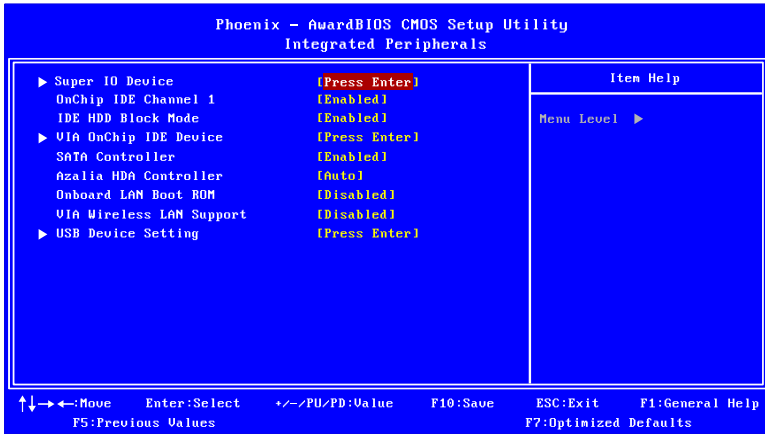 Phoenix – AwardBIOS CMOS Setup Utility
Integrated Peripherals
▶ Super IO Device [Press Enter] Item Help
OnChip IDE Channel 1 [Enabled]
IDE HDD Block Mode [Enabled] Menu Level ▶
▶ VIA OnChip IDE Device [Press Enter]
SATA Controller [Enabled]
Azalia HDA Controller [Auto]
Onboard LAN Boot ROM [Disabled]
VIA Wireless LAN Support [Disabled]
▶ USB Device Setting [Press Enter]
↑↓→←:Move Enter:Select +/-/PU/PD:Value F10:Save ESC:Exit F1:General Help
F5:Previous Values F7:Optimized Defaults